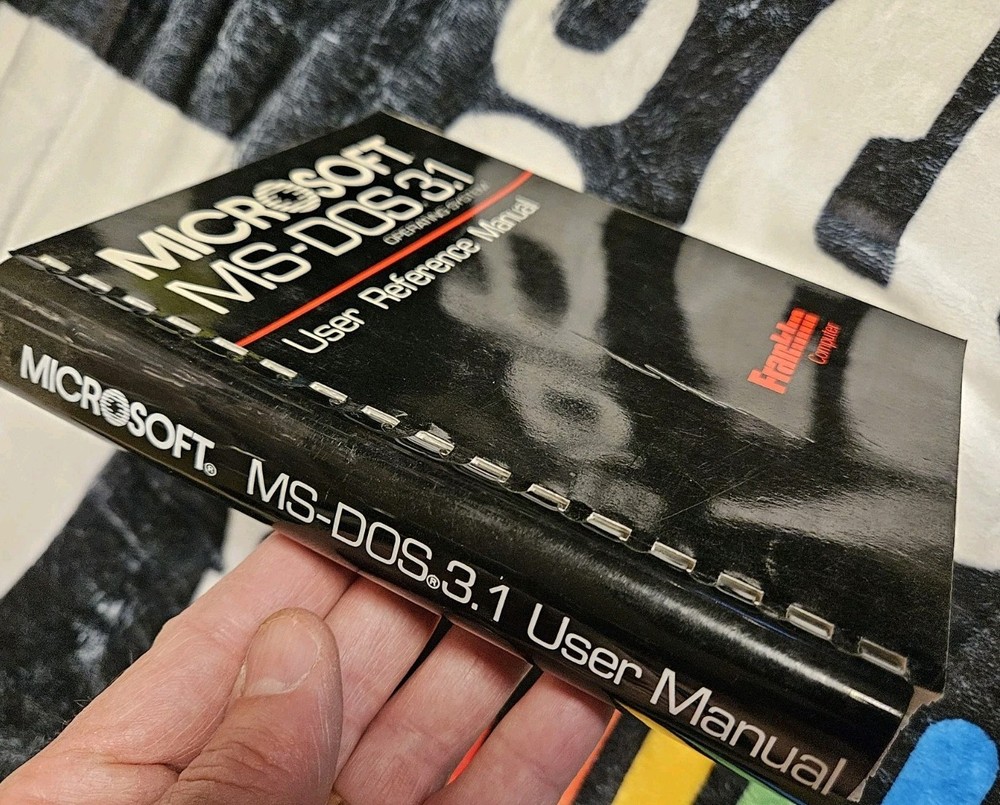 MICROSOFT
MS-DOS 3.1
OPERATING SYSTEM
User Reference Manual
Franklin
Computer
MICROSOFT® MS-DOS® 3.1 User Manual